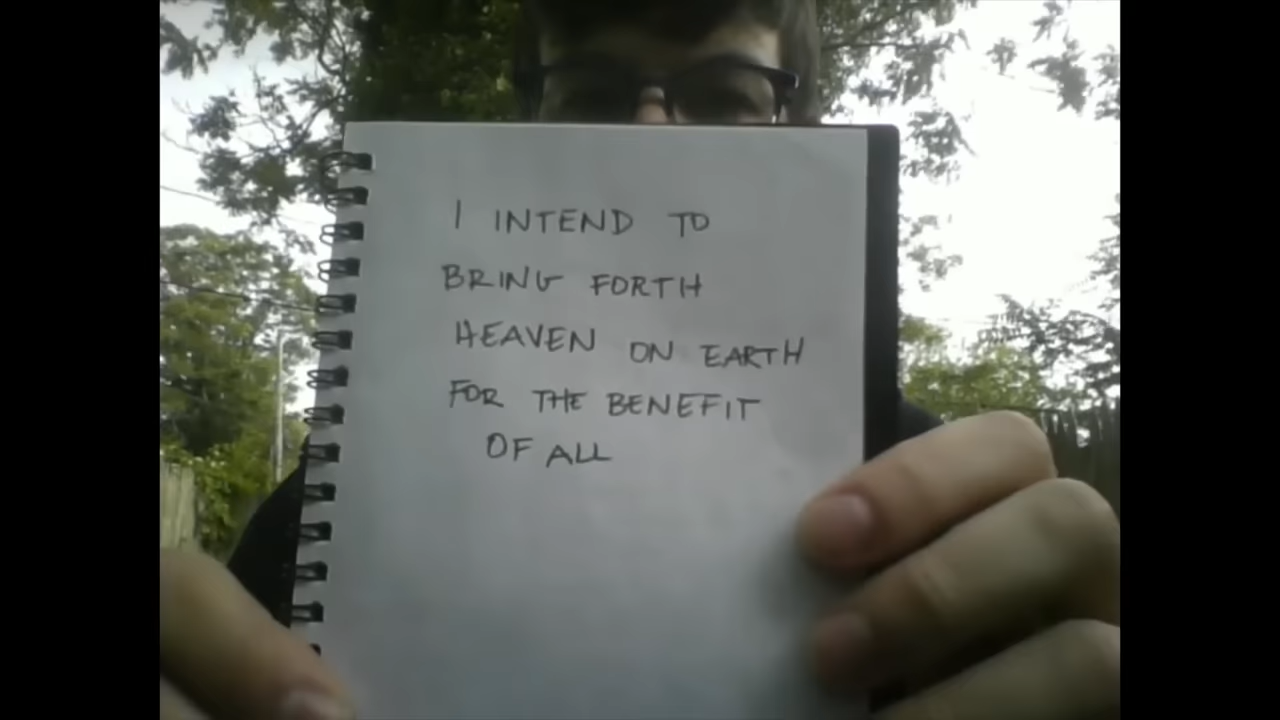 I INTEND TO
BRING FORTH
HEAVEN ON EARTH
FOR THE BENEFIT
OF ALL